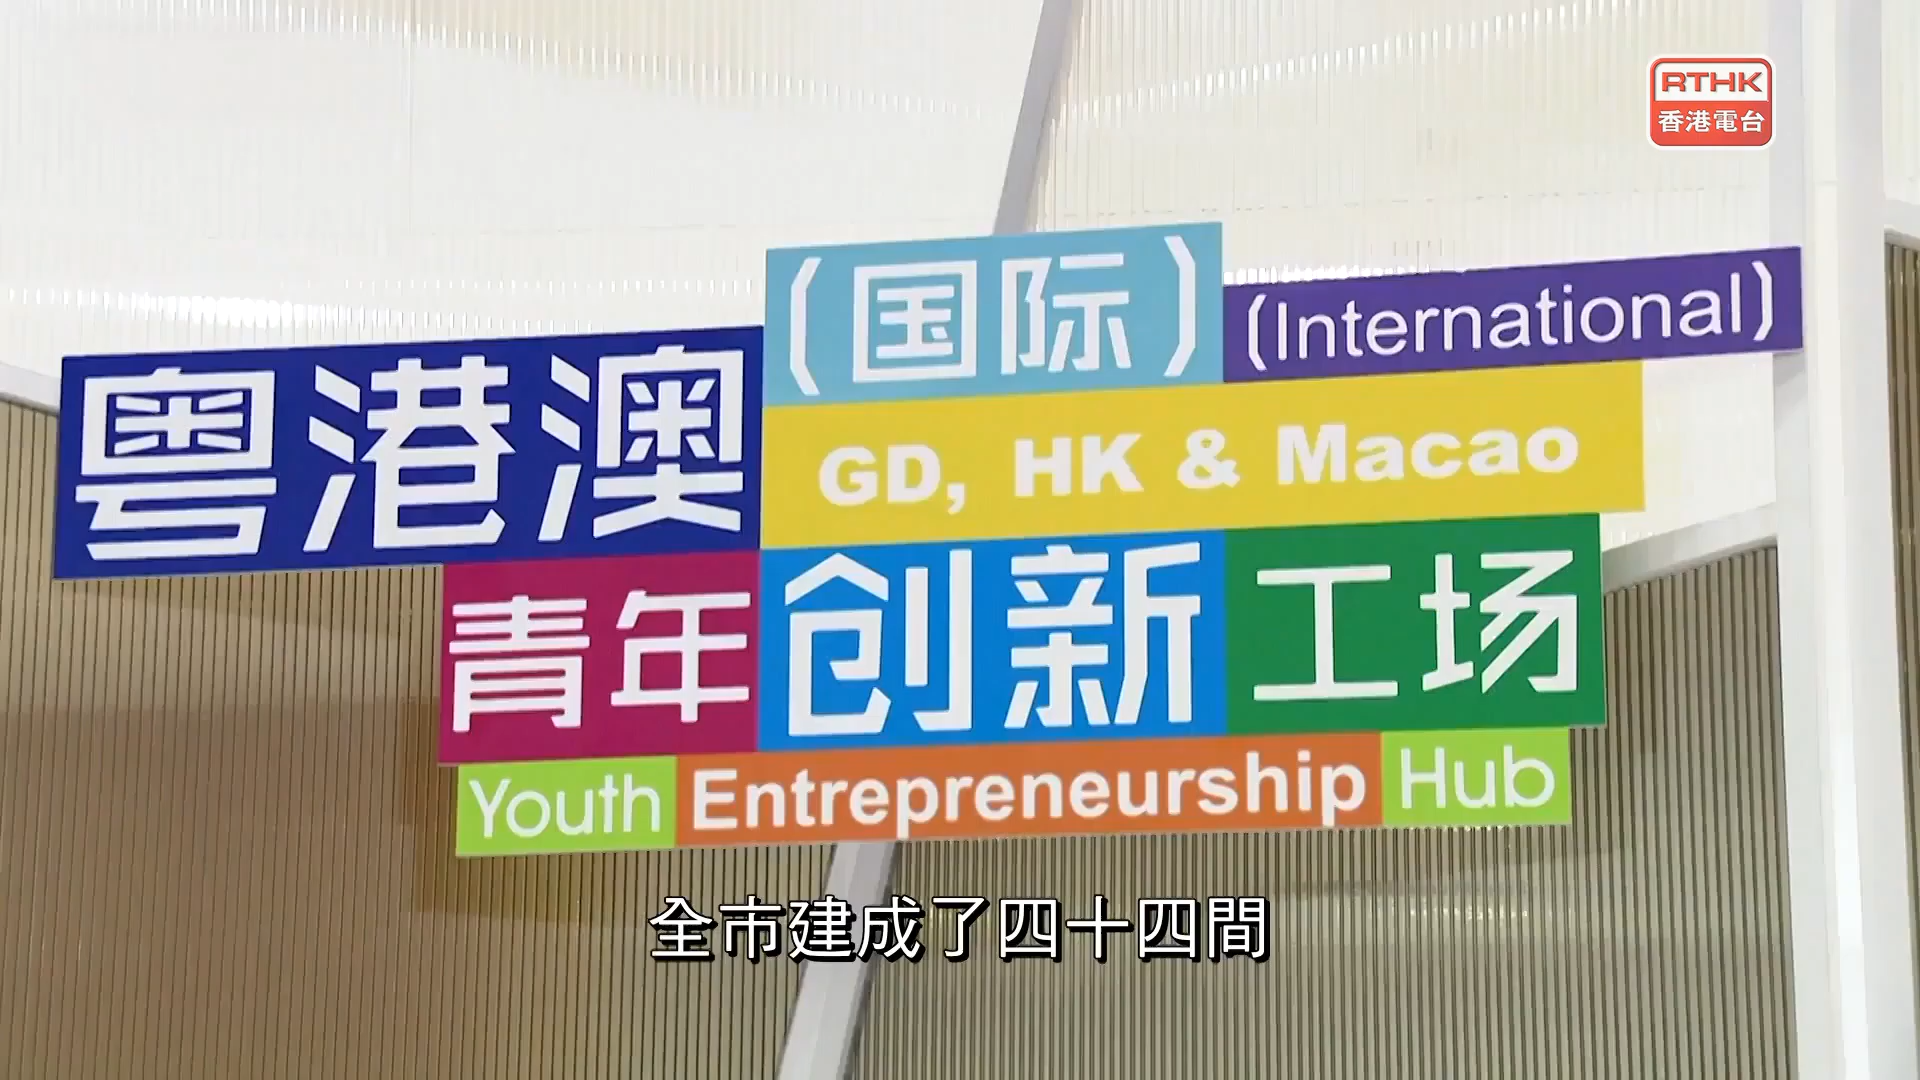 RTHK
香港電台
(国际)
(International)
粤港澳
GD, HK & Macao
青年创新工场
Youth Entrepreneurship Hub
全市建成了四十四間